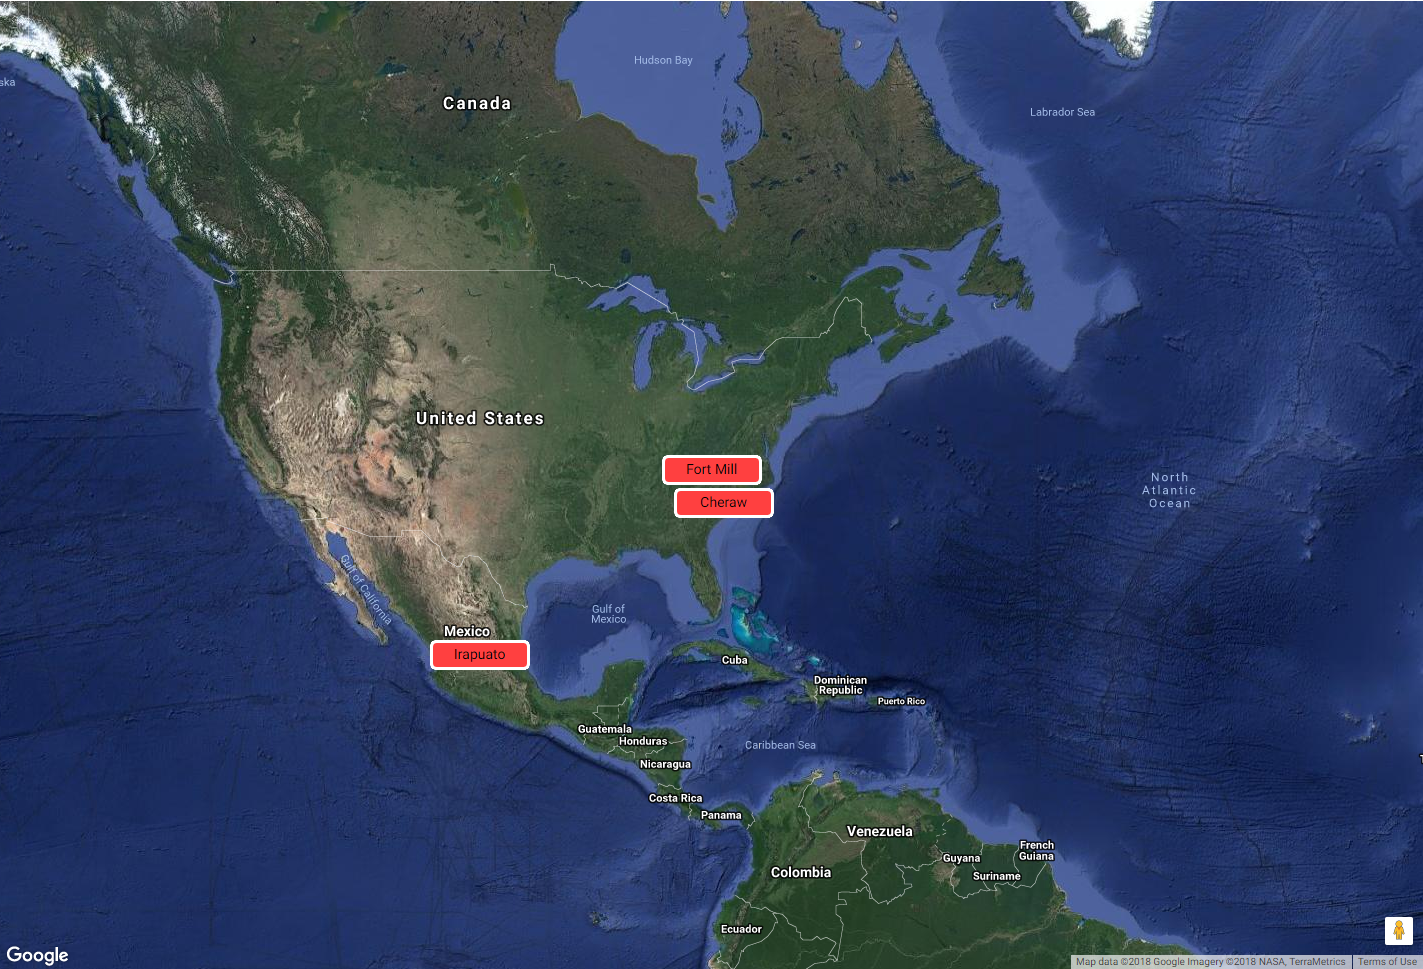 Hudson Bay
ska
Canada
Labrador Sea
United States
Fort Mill
North
Atlantic
Ocean
Cheraw
Gulf of California
Gulf of
Mexico
Mexico
Irapuato
Cuba
Dominican
Republic
Puerto Rico
Guatemala
Honduras
Caribbean Sea
Nicaragua
Costa Rica
Panama
Venezuela
French
Guiana
Guyana
Colombia
Suriname
Ecuador
Google
Map data ©2018 Google Imagery ©2018 NASA, TerraMetrics
Terms of Use